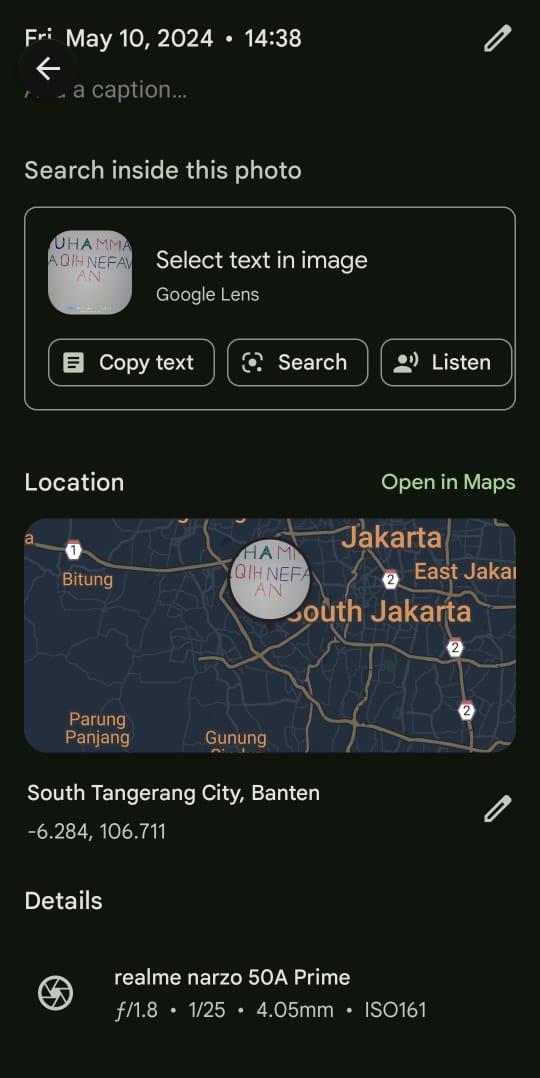 Fri, May 10, 2024 • 14:38
a caption...
Search inside this photo
UHAMMA
AQIH NEFAV
AN
Select text in image
Google Lens
Copy text
Search
Listen
Location
Open in Maps
a
1
Bitung
Jakarta
2
East Jakar
HAMI
QIH NEFA
AN
South Jakarta
2
2
Parung
Panjang
Gunung
South Tangerang City, Banten
-6.284, 106.711
Details
realme narzo 50A Prime
ƒ/1.8 • 1/25 • 4.05mm • ISO161